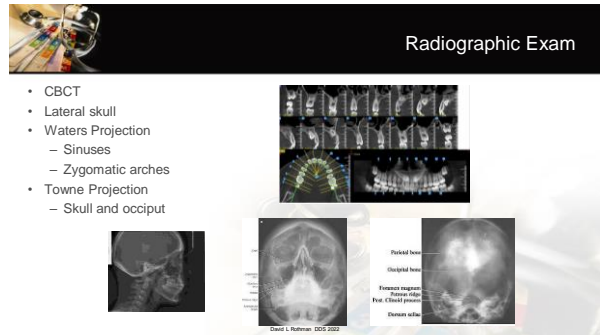 Radiographic Exam
• CBCT
• Lateral skull
• Waters Projection
– Sinuses
– Zygomatic arches
• Towne Projection
– Skull and occiput
Parietal bone
Occipital bone
Foramen magnum
Petrous ridge
Post. Clinoid process
Dorsum sellae
David L Rothman DDS 2022